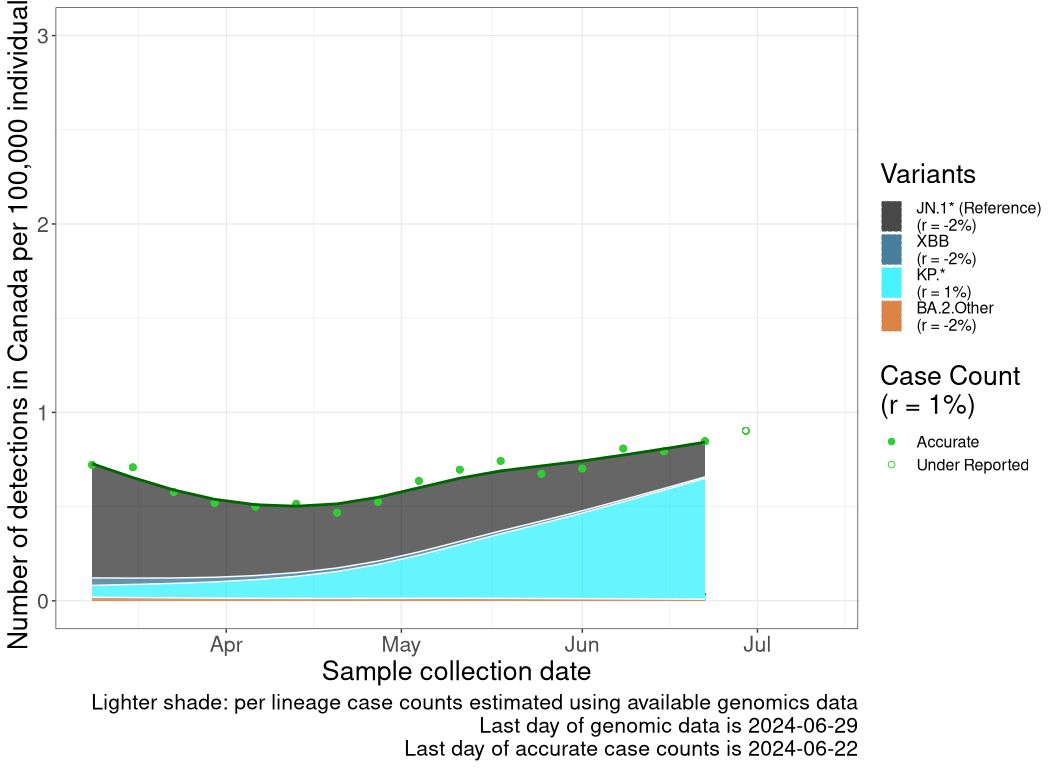 Number of detections in Canada per 100,000 individual
3
2
1
0
Apr May Jun Jul
Sample collection date
Lighter shade: per lineage case counts estimated using available genomics data
Last day of genomic data is 2024-06-29
Last day of accurate case counts is 2024-06-22
Variants
JN.1* (Reference)
(r = -2%)
XBB
(r = -2%)
KP.*
(r = 1%)
BA.2.Other
(r = -2%)
Case Count
(r = 1%)
Accurate
Under Reported